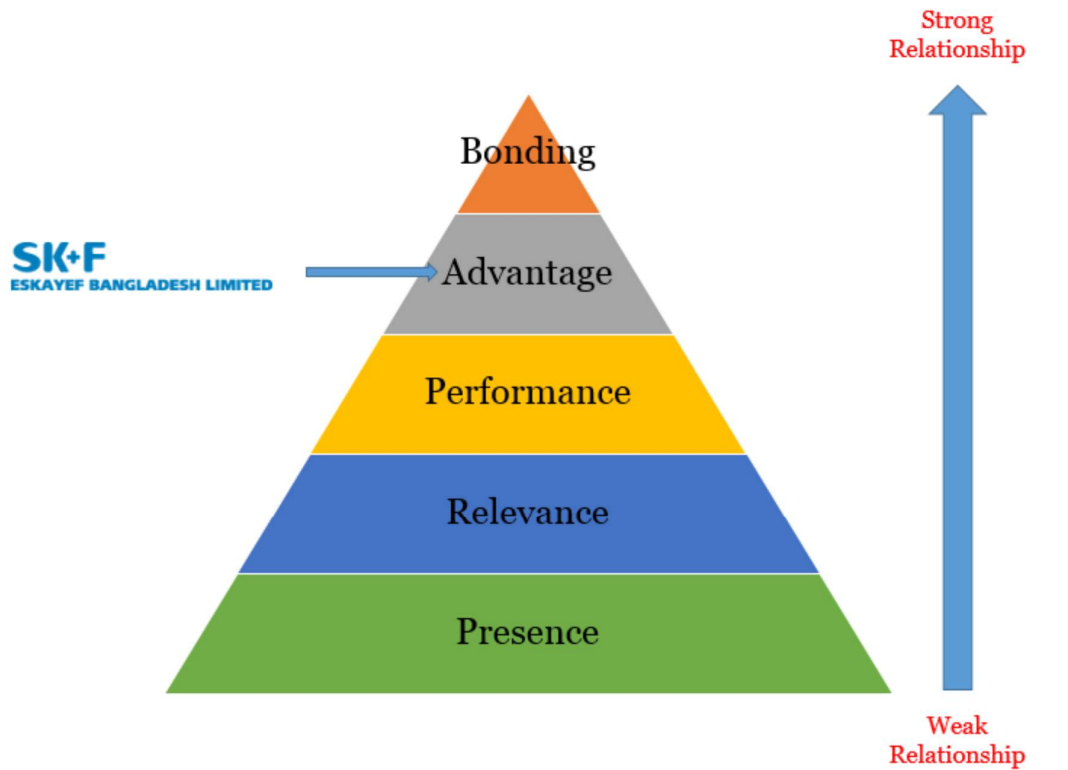 Strong
Relationship
Bonding
SK+F
ESKAYEF BANGLADESH LIMITED
Advantage
Performance
Relevance
Presence
Weak
Relationship